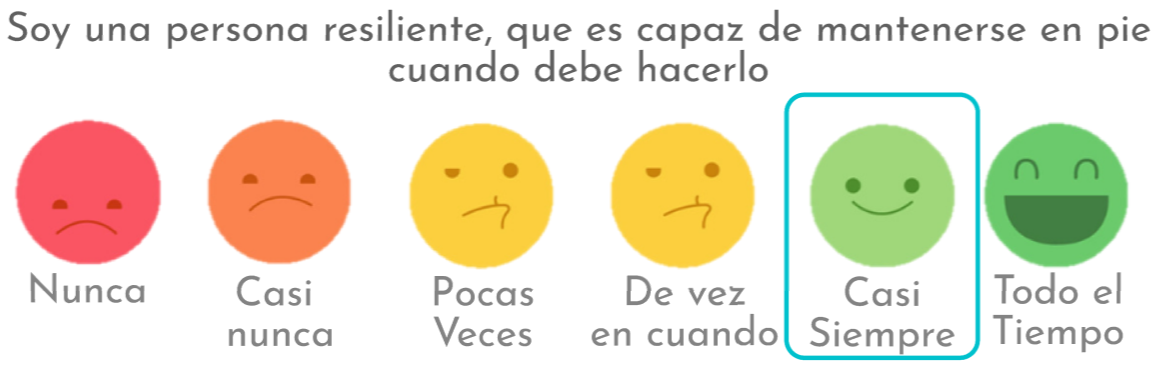 Soy una persona resiliente, que es capaz de mantenerse en pie
cuando debe hacerlo
Nunca
Casi
nunca
Pocas
Veces
De vez
en cuando
Casi
Siempre
Todo el
Tiempo